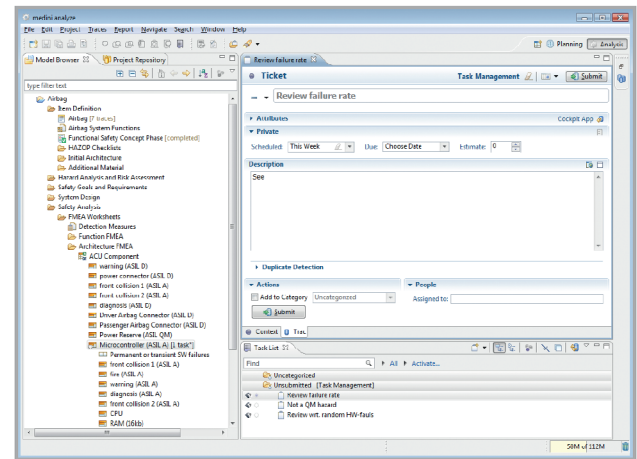 medini analyze
File Edit Project Traces Report Navigate Search Window Help
Planning Analysis
Model Browser Project Repository
type filter text
Airbag
Item Definition
Airbag [7 traces]
Airbag System Functions
Functional Safety Concept Phase [completed]
HAZOP Checklists
Initial Architecture
Additional Material
Hazard Analysis and Risk Assessment
Safety Goals and Requirements
System Design
Safety Analysis
FMEA Worksheets
Detection Measures
Function FMEA
Architecture FMEA
ACU Component
warning (ASIL D)
power connector (ASIL D)
front collision 1 (ASIL A)
front collision 2 (ASIL A)
diagnosis (ASIL D)
Driver Airbag Connector (ASIL D)
Passenger Airbag Connector (ASIL D)
Power Reserve (ASIL QM)
Microcontroller (ASIL A) [1 task*]
Permanent or transient SW failures
front collision 1 (ASIL A)
fire (ASIL A)
warning (ASIL A)
diagnosis (ASIL A)
front collision 2 (ASIL A)
CPU
RAM (16kb)
Review failure rate
Ticket Task Management Submit
Review failure rate
Attributes Cockpit App
Private
Scheduled: This Week Due: Choose Date Estimate: 0
Description
See
Duplicate Detection
Actions People
Add to Category Uncategorized Assigned to:
Submit
Context Trac
Task List
Find All Activate...
Uncategorized
Unsubmitted [Task Management]
Review failure rate
Not a QM hazard
Review wrt. random HW-fauls
50M of 112M